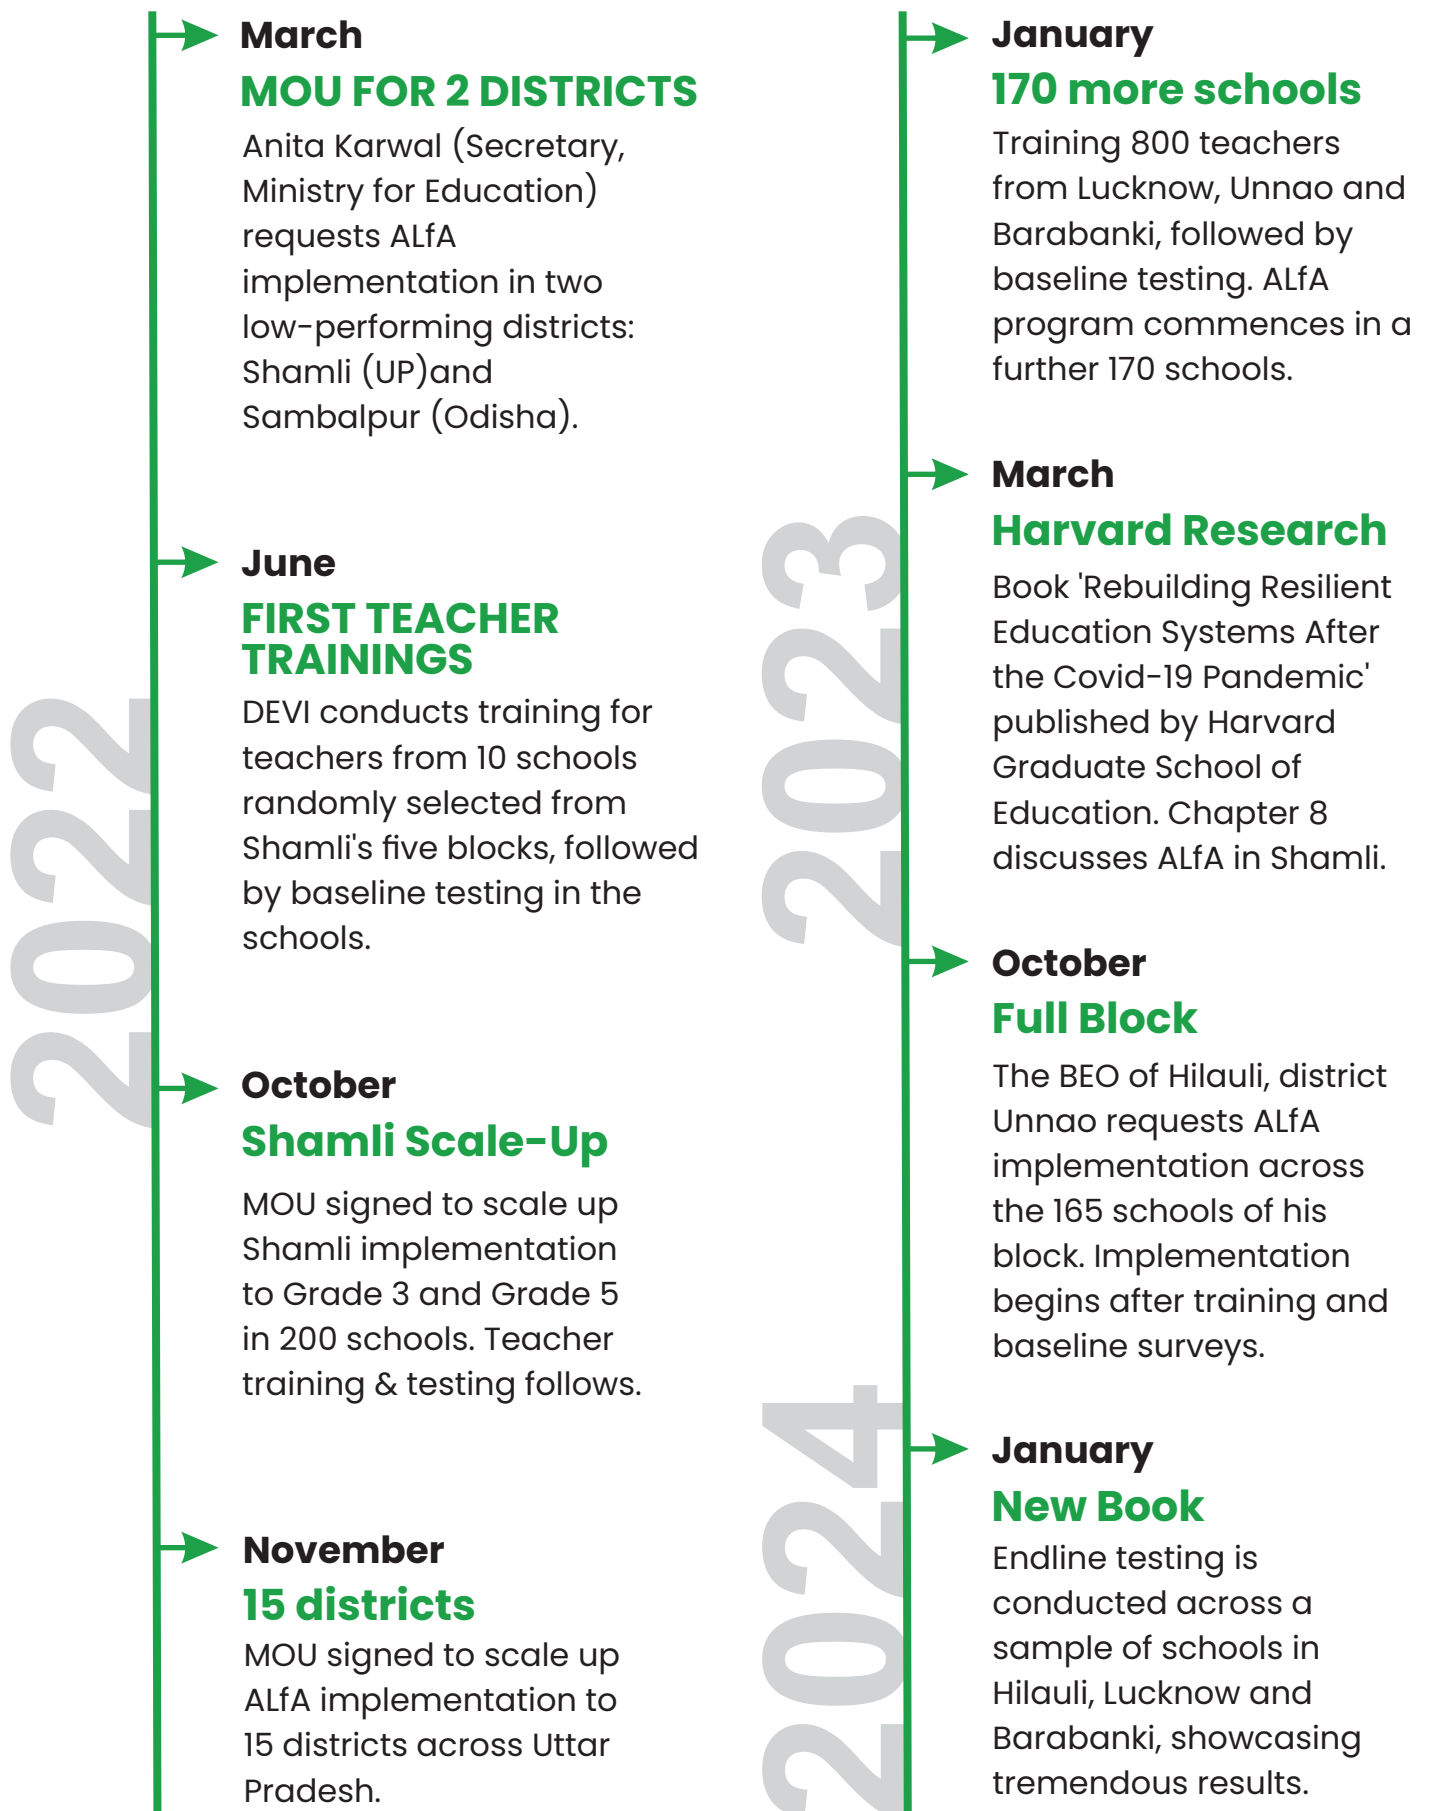 2022
March
MOU FOR 2 DISTRICTS
Anita Karwal (Secretary,
Ministry for Education)
requests ALfA
implementation in two
low-performing districts:
Shamli (UP)and
Sambalpur (Odisha).
June
FIRST TEACHER
TRAININGS
DEVI conducts training for
teachers from 10 schools
randomly selected from
Shamli's five blocks, followed
by baseline testing in the
schools.
October
Shamli Scale-Up
MOU signed to scale up
Shamli implementation
to Grade 3 and Grade 5
in 200 schools. Teacher
training & testing follows.
November
15 districts
MOU signed to scale up
ALfA implementation to
15 districts across Uttar
Pradesh.
2023
January
170 more schools
Training 800 teachers
from Lucknow, Unnao and
Barabanki, followed by
baseline testing. ALfA
program commences in a
further 170 schools.
March
Harvard Research
Book 'Rebuilding Resilient
Education Systems After
the Covid-19 Pandemic'
published by Harvard
Graduate School of
Education. Chapter 8
discusses ALfA in Shamli.
October
Full Block
The BEO of Hilauli, district
Unnao requests ALfA
implementation across
the 165 schools of his
block. Implementation
begins after training and
baseline surveys.
2024
January
New Book
Endline testing is
conducted across a
sample of schools in
Hilauli, Lucknow and
Barabanki, showcasing
tremendous results.